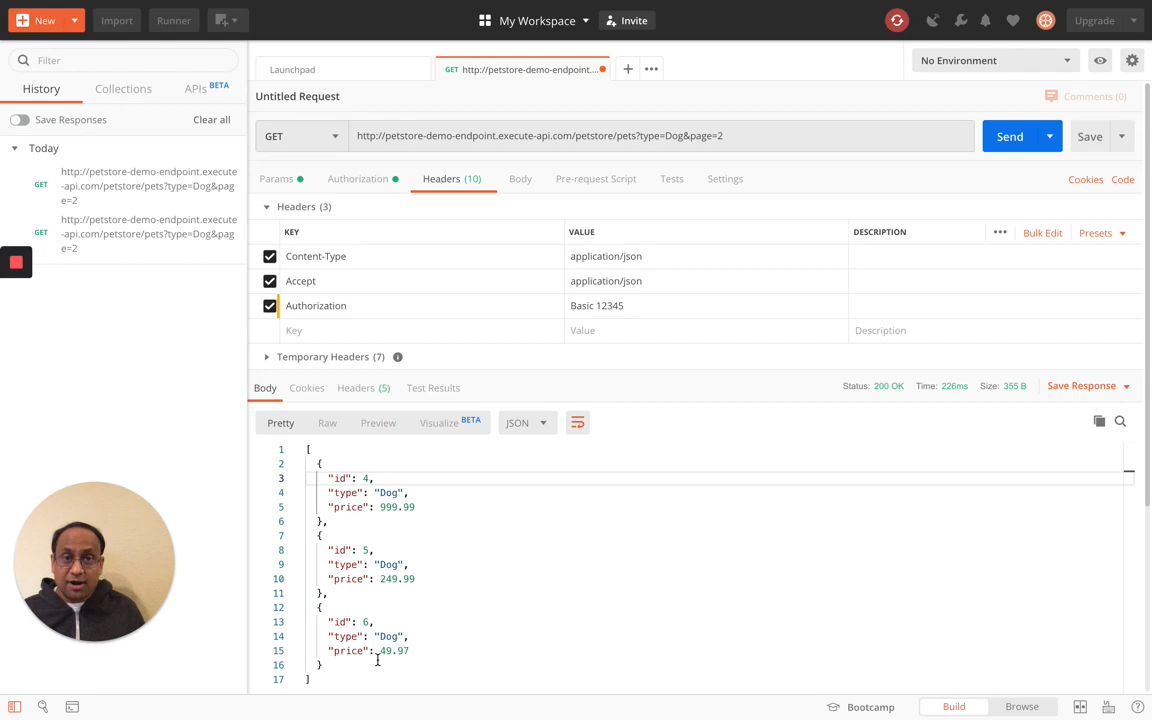 New
Import
Runner
My Workspace
Invite
Upgrade
Filter
History
Collections
APIs BETA
Save Responses
Clear all
Today
GET
http://petstore-demo-endpoint.execute
-api.com/petstore/pets?type=Dog&pag
e=2
GET
http://petstore-demo-endpoint.execute
-api.com/petstore/pets?type=Dog&pag
e=2
Launchpad
GET http://petstore-demo-endpoint....
No Environment
Untitled Request
Comments (0)
GET
http://petstore-demo-endpoint.execute-api.com/petstore/pets?type=Dog&page=2
Send
Save
Params
Authorization
Headers (10)
Body
Pre-request Script
Tests
Settings
Cookies
Code
Headers (3)
KEY VALUE DESCRIPTION
Bulk Edit
Presets
Content-Type application/json
Accept application/json
Authorization Basic 12345
Key Value Description
Temporary Headers (7)
Body
Cookies
Headers (5)
Test Results
Status: 200 OK
Time: 226ms
Size: 355 B
Save Response
Pretty
Raw
Preview
Visualize BETA
JSON
1 [
2 {
3 "id": 4,
4 "type": "Dog",
5 "price": 999.99
6 },
7 {
8 "id": 5,
9 "type": "Dog",
10 "price": 249.99
11 },
12 {
13 "id": 6,
14 "type": "Dog",
15 "price": 49.97
16 }
17 ]
Bootcamp
Build
Browse